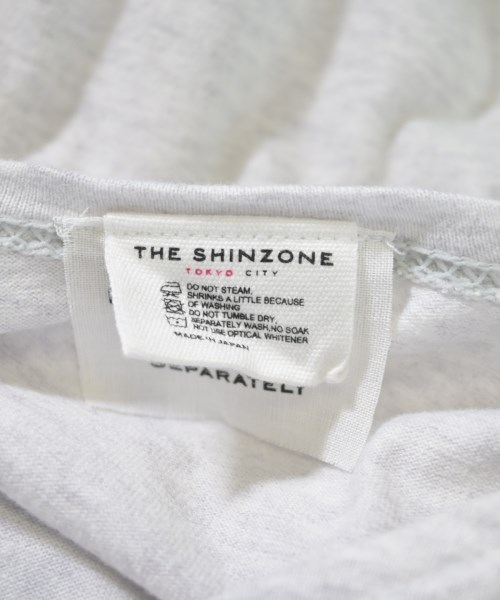 THE SHINZONE
TOKYO CITY
DO NOT STEAM.
SHRINKS A LITTLE BECAUSE
OF WASHING
DO NOT TUMBLE DRY,
SEPARATELY WASH, NO SOAK
NOT USE OPTICAL WHITENER
MADE IN JAPAN
SEPARATELY